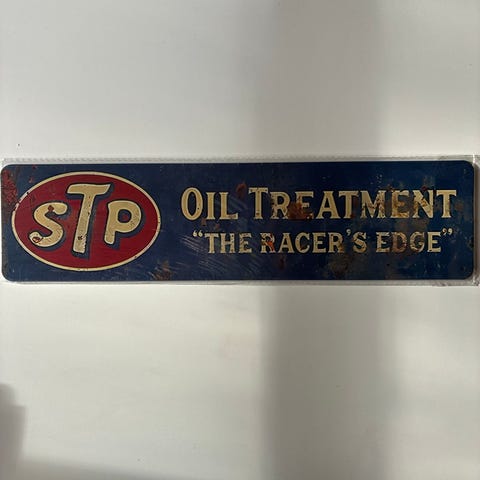 STP
OIL TREATMENT
"THE RACER'S EDGE"